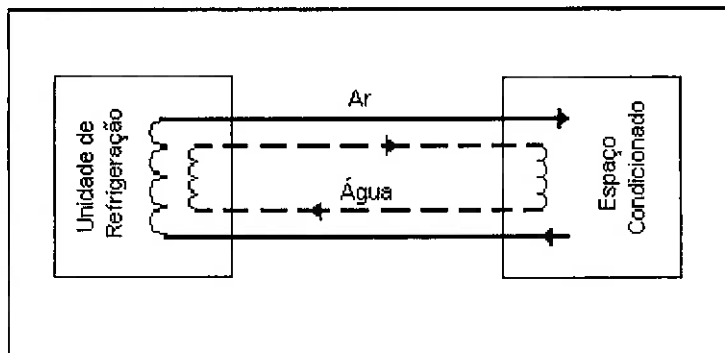 Unidade de
Refrigeração
Ar
Água
Espaço
Condicionado